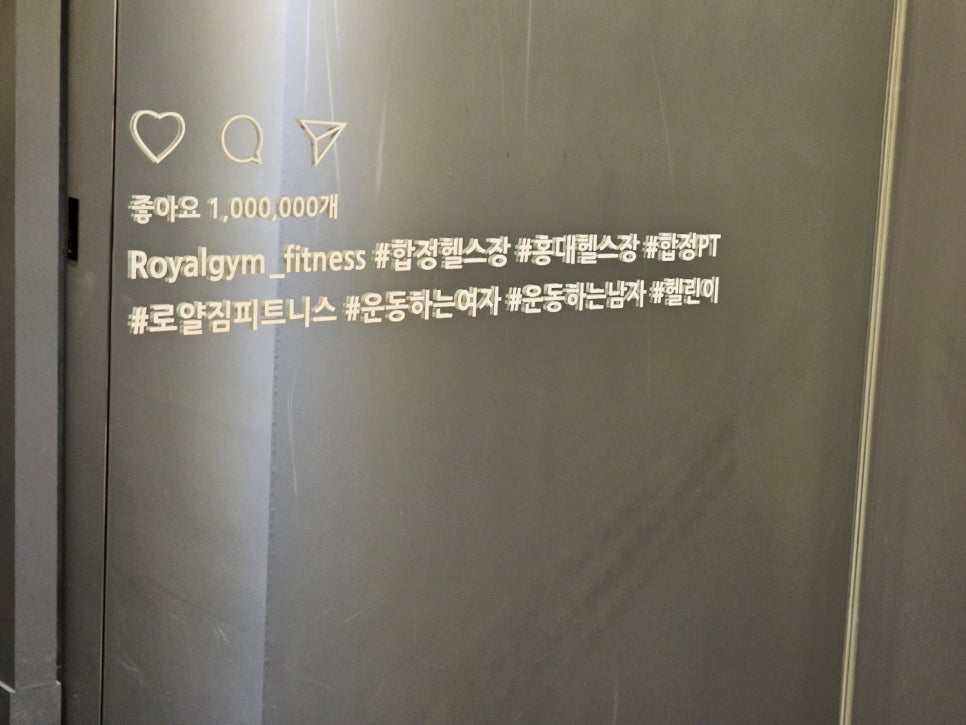 좋아요 1,000,000개
Royalgym_fitness #합정헬스장 #홍대헬스장 #합정PT
#로얄짐피트니스 #운동하는여자 #운동하는남자 #헬린이